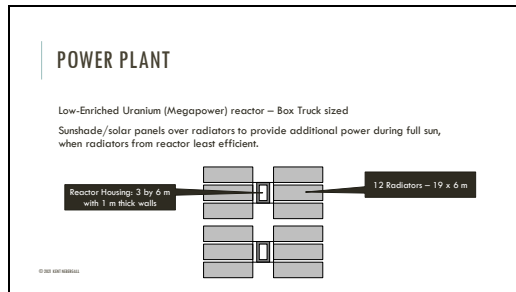 POWER PLANT
Low-Enriched Uranium (Megapower) reactor – Box Truck sized
Sunshade/solar panels over radiators to provide additional power during full sun,
when radiators from reactor least efficient.
Reactor Housing: 3 by 6 m
with 1 m thick walls
12 Radiators – 19 x 6 m